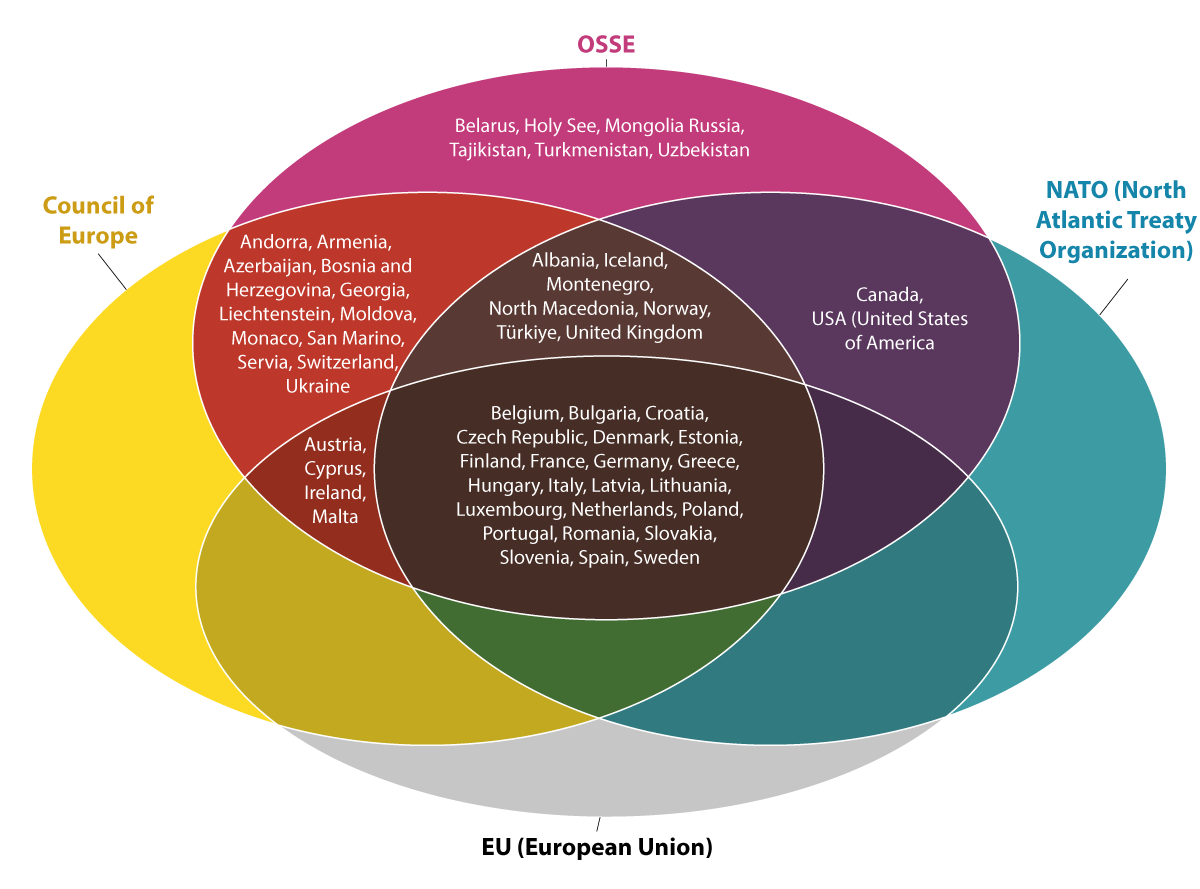 OSSE
Belarus, Holy See, Mongolia Russia,
Tajikistan, Turkmenistan, Uzbekistan
Council of
Europe
NATO (North
Atlantic Treaty
Organization)
Andorra, Armenia,
Azerbaijan, Bosnia and
Herzegovina, Georgia,
Liechtenstein, Moldova,
Monaco, San Marino,
Servia, Switzerland,
Ukraine
Albania, Iceland,
Montenegro,
North Macedonia, Norway,
Türkiye, United Kingdom
Canada,
USA (United States
of America
Austria,
Cyprus,
Ireland,
Malta
Belgium, Bulgaria, Croatia,
Czech Republic, Denmark, Estonia,
Finland, France, Germany, Greece,
Hungary, Italy, Latvia, Lithuania,
Luxembourg, Netherlands, Poland,
Portugal, Romania, Slovakia,
Slovenia, Spain, Sweden
EU (European Union)